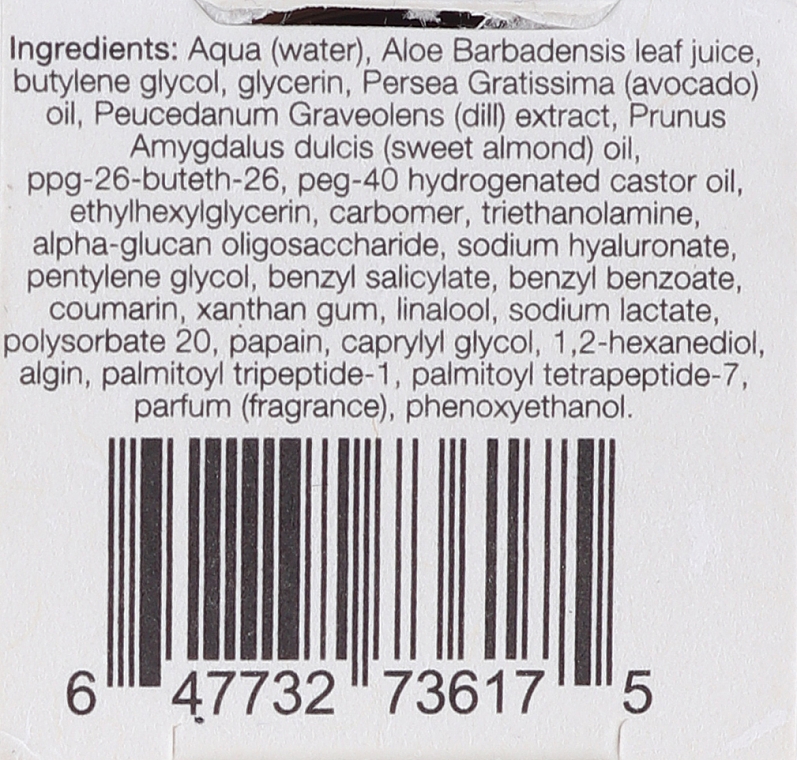 Ingredients: Aqua (water), Aloe Barbadensis leaf juice,
butylene glycol, glycerin, Persea Gratissima (avocado)
oil, Peucedanum Graveolens (dill) extract, Prunus
Amygdalus dulcis (sweet almond) oil,
ppg-26-buteth-26, peg-40 hydrogenated castor oil,
ethylhexylglycerin, carbomer, triethanolamine,
alpha-glucan oligosaccharide, sodium hyaluronate,
pentylene glycol, benzyl salicylate, benzyl benzoate,
coumarin, xanthan gum, linalool, sodium lactate,
polysorbate 20, papain, caprylyl glycol, 1,2-hexanediol,
algin, palmitoyl tripeptide-1, palmitoyl tetrapeptide-7,
parfum (fragrance), phenoxyethanol.
6 47732 73617 5